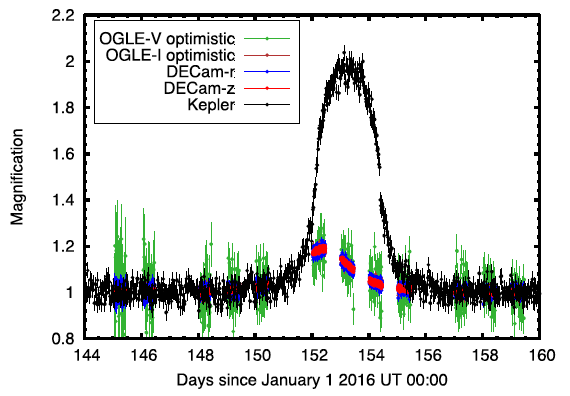 2.2
2
1.8
1.6
1.4
1.2
1
0.8
Magnification
OGLE-V optimistic
OGLE-I optimistic
DECam-r
DECam-z
Kepler
144 146 148 150 152 154 156 158 160
Days since January 1 2016 UT 00:00